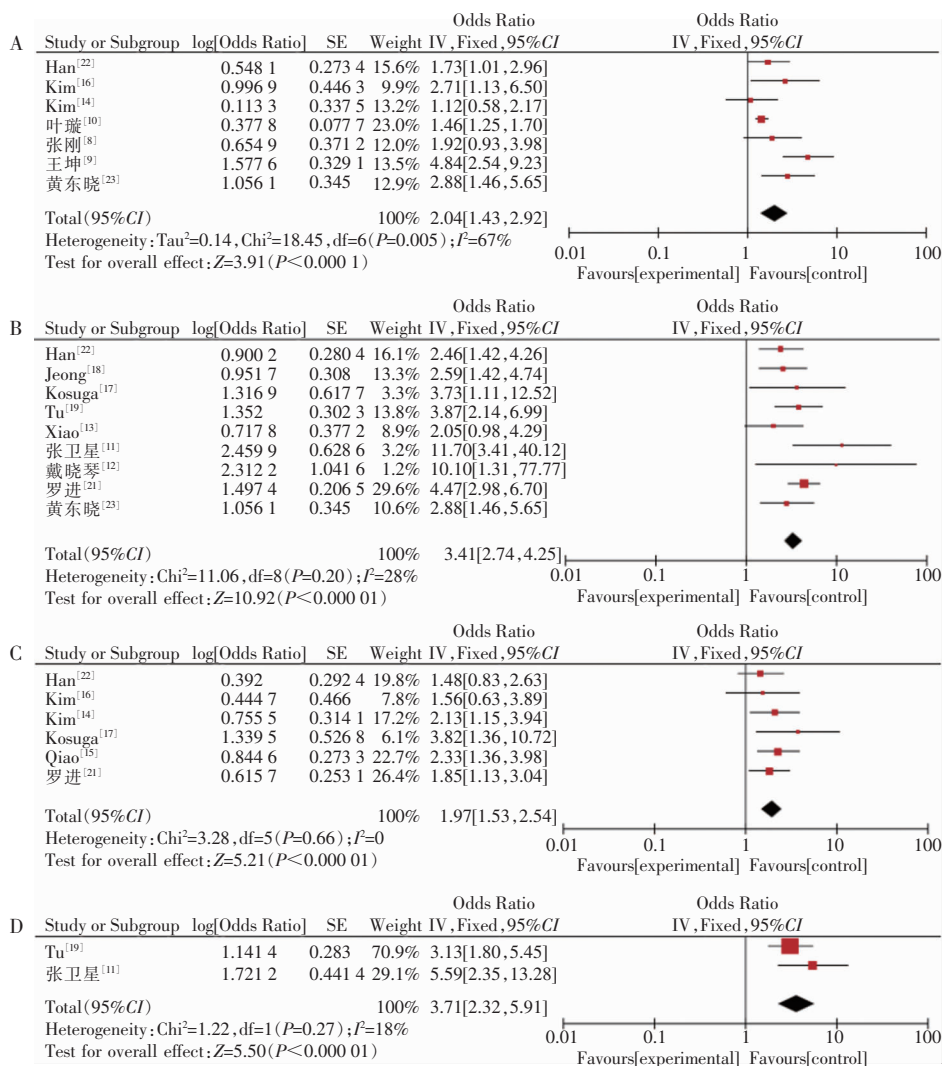 Odds Ratio Odds Ratio
A Study or Subgroup log[Odds Ratio] SE Weight IV,Fixed,95%CI IV,Fixed,95%CI
Han[22] 0.548 1 0.273 4 15.6% 1.73[1.01,2.96]
Kim[16] 0.996 9 0.446 3 9.9% 2.71[1.13,6.50]
Kim[14] 0.113 3 0.337 5 13.2% 1.12[0.58,2.17]
叶璇[10] 0.377 8 0.077 7 23.0% 1.46[1.25,1.70]
张刚[8] 0.654 9 0.371 2 12.0% 1.92[0.93,3.98]
王坤[9] 1.577 6 0.329 1 13.5% 4.84[2.54,9.23]
黄东晓[23] 1.056 1 0.345 12.9% 2.88[1.46,5.65]
Total(95%CI) 100% 2.04[1.43,2.92]
Heterogeneity:Tau²=0.14,Chi²=18.45,df=6(P=0.005);I²=67%
Test for overall effect:Z=3.91(P<0.000 1)
0.01 0.1 1 10 100
Favours[experimental] Favours[control]
Odds Ratio Odds Ratio
B Study or Subgroup log[Odds Ratio] SE Weight IV,Fixed,95%CI IV,Fixed,95%CI
Han[22] 0.900 2 0.280 4 16.1% 2.46[1.42,4.26]
Jeong[18] 0.951 7 0.308 13.3% 2.59[1.42,4.74]
Kosuga[17] 1.316 9 0.617 7 3.3% 3.73[1.11,12.52]
Tu[19] 1.352 0.302 3 13.8% 3.87[2.14,6.99]
Xiao[13] 0.717 8 0.377 2 8.9% 2.05[0.98,4.29]
张卫星[11] 2.459 9 0.628 6 3.2% 11.70[3.41,40.12]
戴晓琴[12] 2.312 2 1.041 6 1.2% 10.10[1.31,77.77]
罗进[21] 1.497 4 0.206 5 29.6% 4.47[2.98,6.70]
黄东晓[23] 1.056 1 0.345 10.6% 2.88[1.46,5.65]
Total(95%CI) 100% 3.41[2.74,4.25]
Heterogeneity:Chi²=11.06,df=8(P=0.20);I²=28%
Test for overall effect:Z=10.92(P<0.000 01)
0.01 0.1 1 10 100
Favours[experimental] Favours[control]
Odds Ratio Odds Ratio
C Study or Subgroup log[Odds Ratio] SE Weight IV,Fixed,95%CI IV,Fixed,95%CI
Han[22] 0.392 0.292 4 19.8% 1.48[0.83,2.63]
Kim[16] 0.444 7 0.466 7.8% 1.56[0.63,3.89]
Kim[14] 0.755 5 0.314 1 17.2% 2.13[1.15,3.94]
Kosuga[17] 1.339 5 0.526 8 6.1% 3.82[1.36,10.72]
Qiao[15] 0.844 6 0.273 3 22.7% 2.33[1.36,3.98]
罗进[21] 0.615 7 0.253 1 26.4% 1.85[1.13,3.04]
Total(95%CI) 100% 1.97[1.53,2.54]
Heterogeneity:Chi²=3.28,df=5(P=0.66);I²=0
Test for overall effect:Z=5.21(P<0.000 01)
0.01 0.1 1 10 100
Favours[experimental] Favours[control]
Odds Ratio Odds Ratio
D Study or Subgroup log[Odds Ratio] SE Weight IV,Fixed,95%CI IV,Fixed,95%CI
Tu[19] 1.141 4 0.283 70.9% 3.13[1.80,5.45]
张卫星[11] 1.721 2 0.441 4 29.1% 5.59[2.35,13.28]
Total(95%CI) 100% 3.71[2.32,5.91]
Heterogeneity:Chi²=1.22,df=1(P=0.27);I²=18%
Test for overall effect:Z=5.50(P<0.000 01)
0.01 0.1 1 10 100
Favours[experimental] Favours[control]